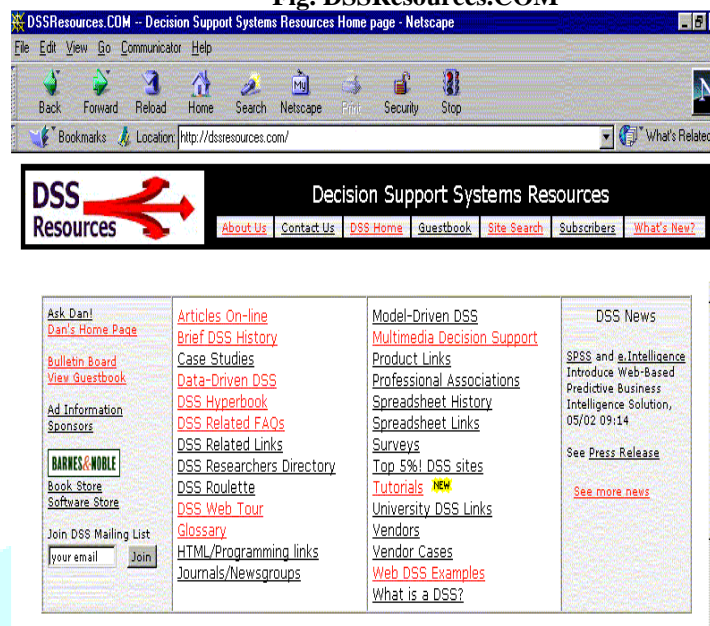 Fig. DSSResources.COM
DSSResources.COM -- Decision Support Systems Resources Home page - Netscape
File Edit View Go Communicator Help
Back Forward Reload Home Search Netscape Print Security Stop
Bookmarks Location: http://dssresources.com/ What's Related
DSS
Resources
Decision Support Systems Resources
About Us Contact Us DSS Home Guestbook Site Search Subscribers What's New?
Ask Dan!
Dan's Home Page
Bulletin Board
View Guestbook
Ad Information
Sponsors
BARNES&NOBLE
Book Store
Software Store
Join DSS Mailing List
your email Join
Articles On-line
Brief DSS History
Case Studies
Data-Driven DSS
DSS Hyperbook
DSS Related FAQs
DSS Related Links
DSS Researchers Directory
DSS Roulette
DSS Web Tour
Glossary
HTML/Programming links
Journals/Newsgroups
Model-Driven DSS
Multimedia Decision Support
Product Links
Professional Associations
Spreadsheet History
Spreadsheet Links
Surveys
Top 5%! DSS sites
Tutorials NEW
University DSS Links
Vendors
Vendor Cases
Web DSS Examples
What is a DSS?
DSS News
SPSS and e.Intelligence
Introduce Web-Based
Predictive Business
Intelligence Solution,
05/02 09:14
See Press Release
See more news